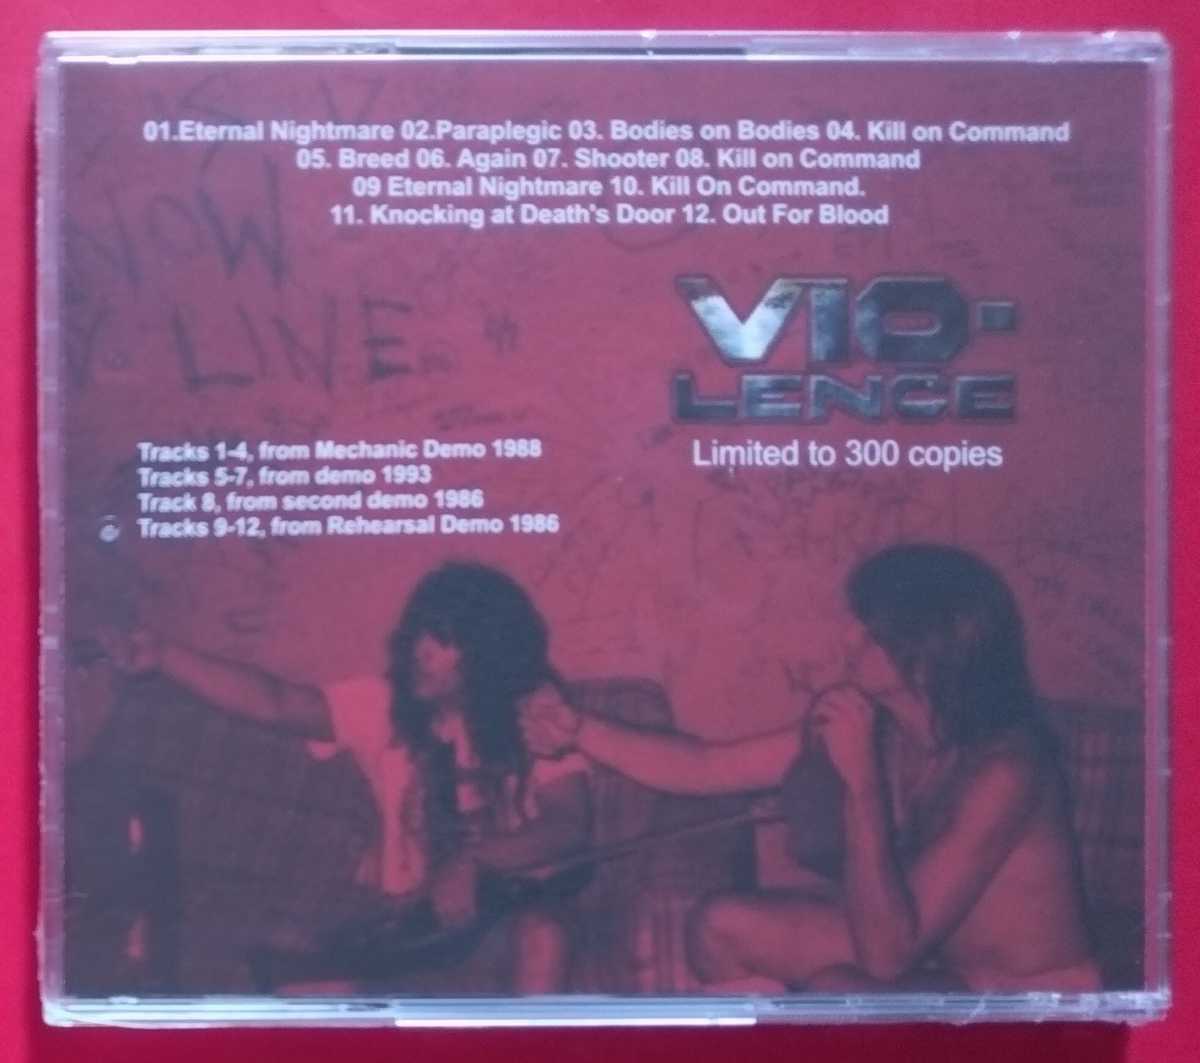 01.Eternal Nightmare 02.Paraplegic 03. Bodies on Bodies 04. Kill on Command
05. Breed 06. Again 07. Shooter 08. Kill on Command
09 Eternal Nightmare 10. Kill On Command.
11. Knocking at Death's Door 12. Out For Blood
NOW
LIVE
VIO-
LENCE
Limited to 300 copies
Tracks 1-4, from Mechanic Demo 1988
Tracks 5-7, from demo 1993
Track 8, from second demo 1986
Tracks 9-12, from Rehearsal Demo 1986